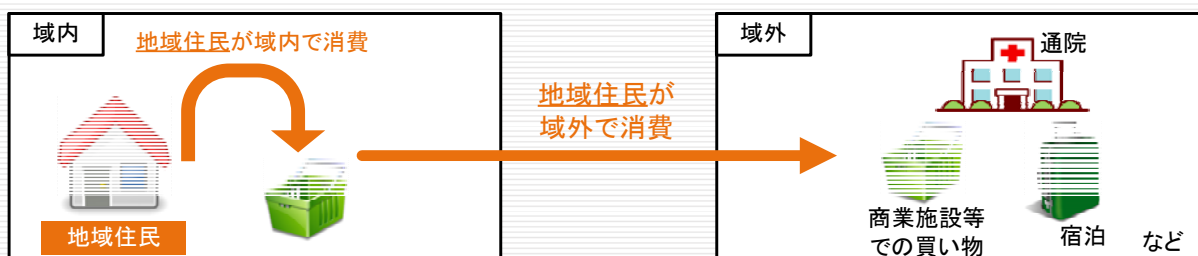 域内
地域住民が域内で消費
地域住民
地域住民が
域外で消費
域外
通院
商業施設等
での買い物
宿泊
など